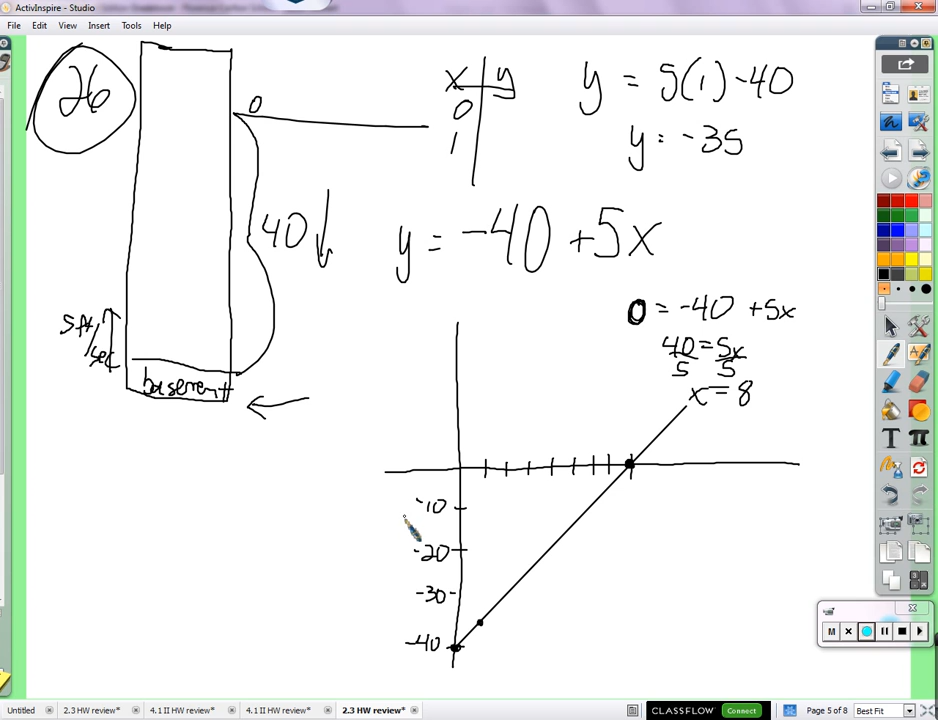 ActivInspire - Studio
File Edit View Insert Tools Help
26
0
40
5ft/
sec
basement
x y
0
1
y = 5(1) -40
y = -35
y = -40 +5x
0 = -40 +5x
40 = 5x
5 5
x = 8
-10
-20
-30
-40
M
Untitled 2.3 HW review* 4.1 II HW review* 4.1 II HW review* 2.3 HW review*
CLASSFLOW Connect Page 5 of 8 Best Fit